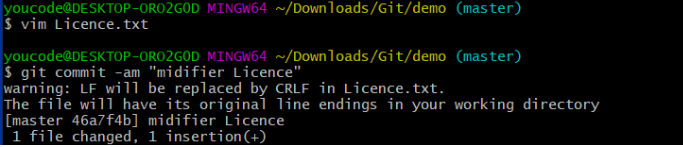 youcode@DESKTOP-ORO2G0D MINGW64 ~/Downloads/Git/demo (master)
$ vim Licence.txt
youcode@DESKTOP-ORO2G0D MINGW64 ~/Downloads/Git/demo (master)
$ git commit -am "midifier Licence"
warning: LF will be replaced by CRLF in Licence.txt.
The file will have its original line endings in your working directory
[master 46a7f4b] midifier Licence
 1 file changed, 1 insertion(+)